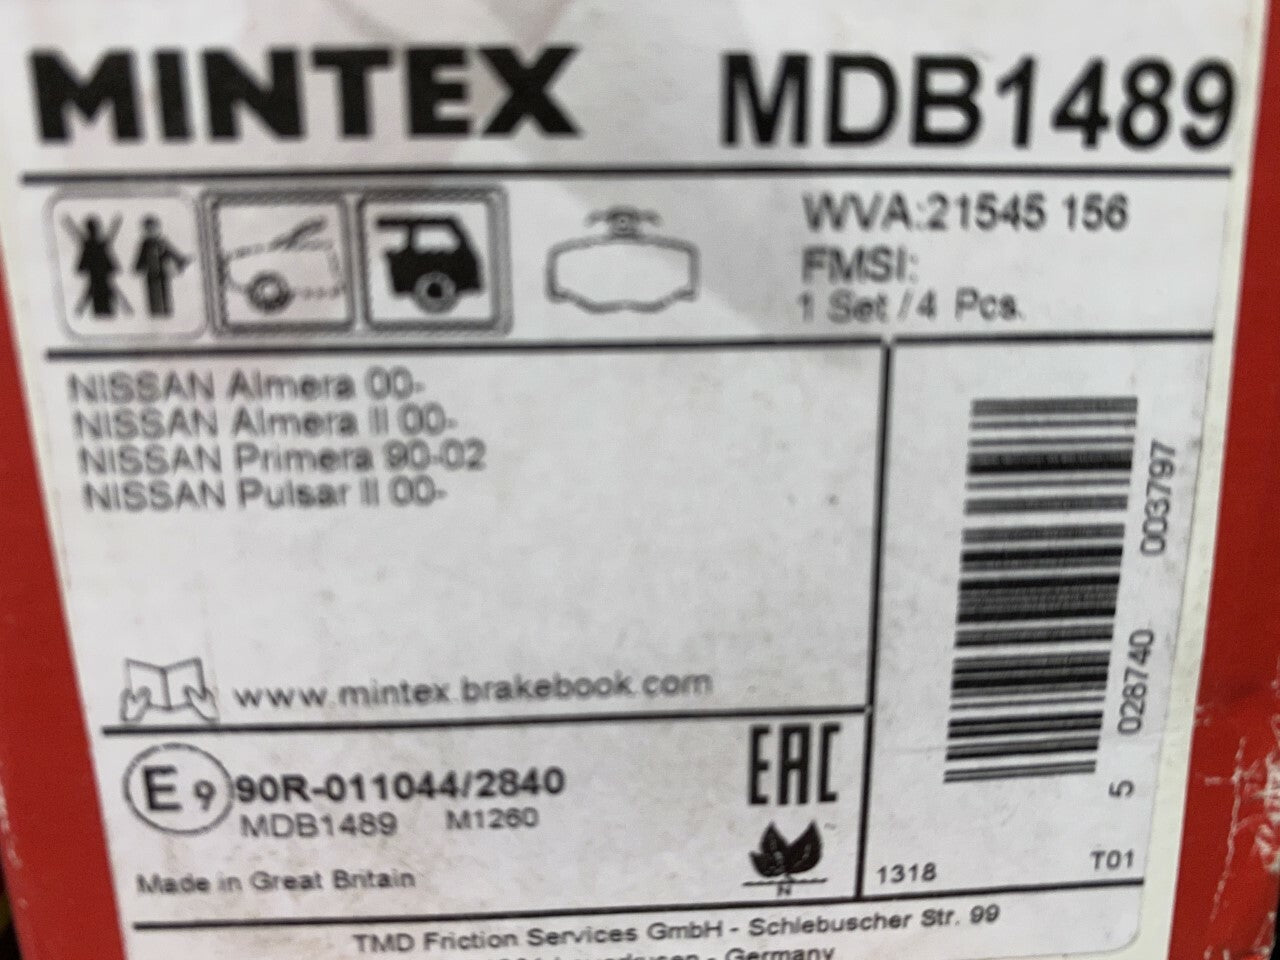 MINTEX MDB1489
WVA:21545 156
FMSI:
1 Set /4 Pcs.
NISSAN Almera 00-
NISSAN Almera II 00-
NISSAN Primera 90-02
NISSAN Pulsar II 00-
www.mintex.brakebook.com
E9 90R-011044/2840
MDB1489 M1260
EAC
N
Made in Great Britain
5 028740 003797
1318 T01
TMD Friction Services GmbH - Schlebuscher Str. 99
- Germany